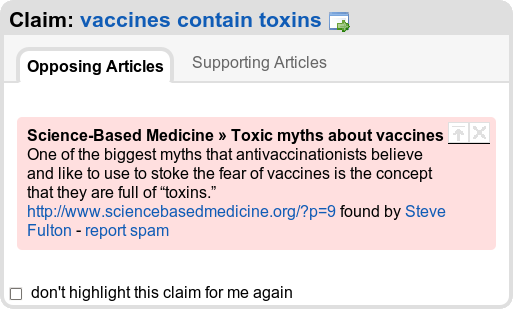 Claim: vaccines contain toxins
Opposing Articles
Supporting Articles
Science-Based Medicine » Toxic myths about vaccines
One of the biggest myths that antivaccinationists believe
and like to use to stoke the fear of vaccines is the concept
that they are full of “toxins.”
http://www.sciencebasedmedicine.org/?p=9 found by Steve
Fulton - report spam
don't highlight this claim for me again